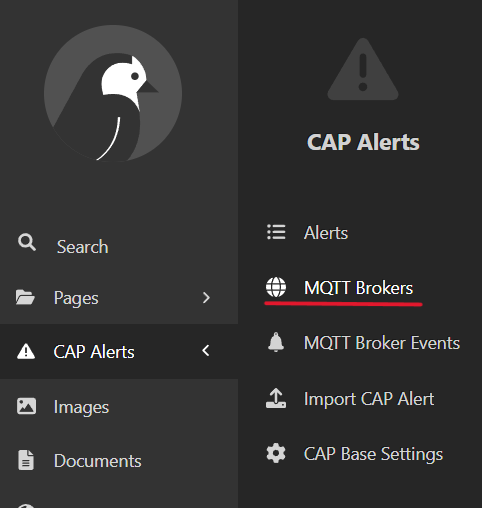 Search
Pages
CAP Alerts
Images
Documents
CAP Alerts
Alerts
MQTT Brokers
MQTT Broker Events
Import CAP Alert
CAP Base Settings